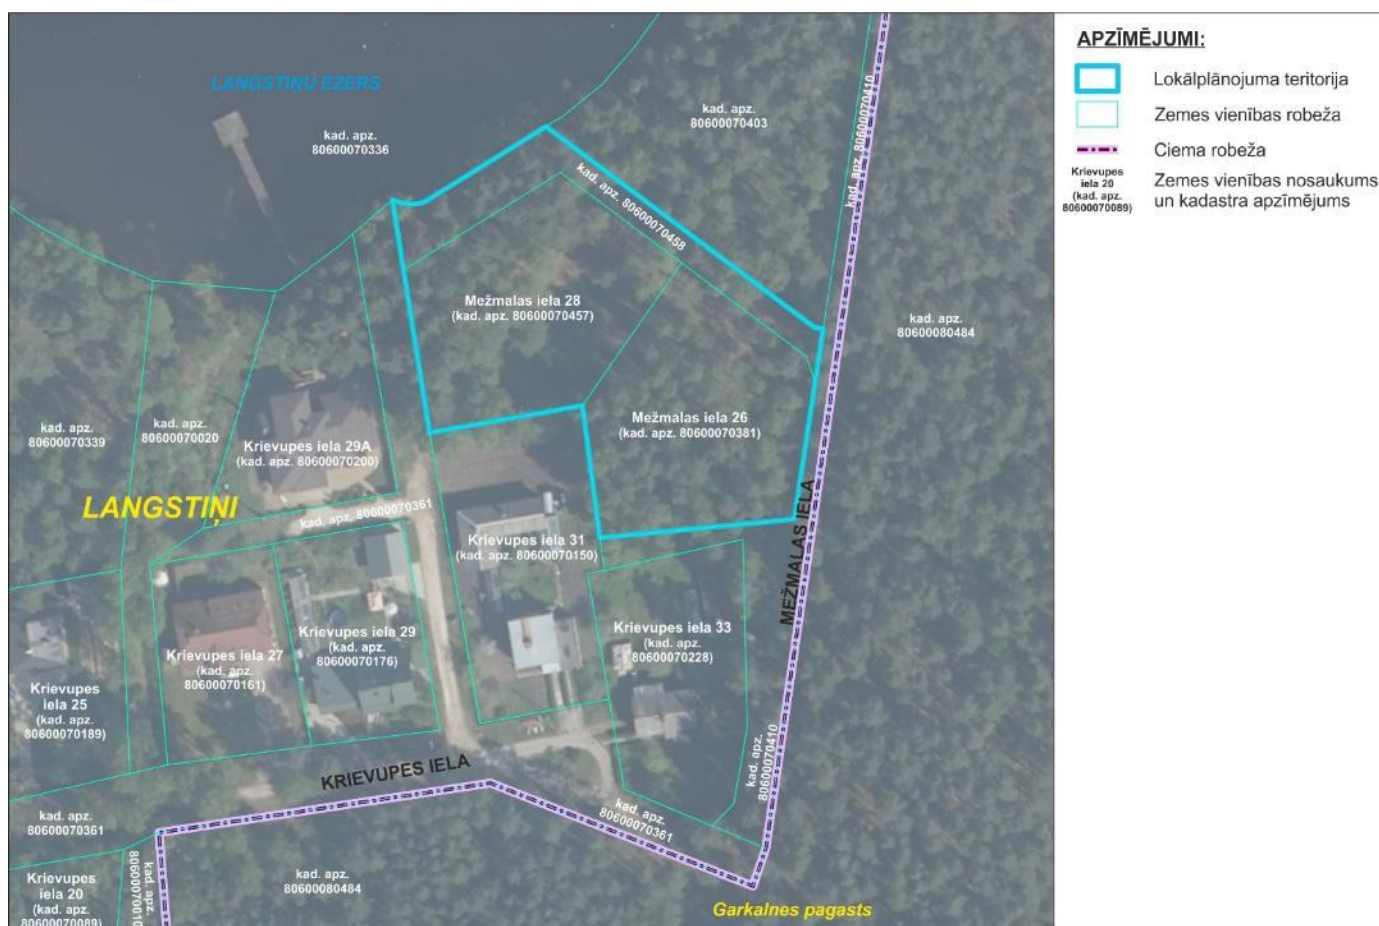 LANGSTIŅU EZERS
kad. apz.
80600070336
kad. apz.
80600070403
kad. apz. 80600070410
kad. apz. 80600070458
Mežmalas iela 28
(kad. apz. 80600070457)
kad. apz.
80600080484
Mežmalas iela 26
(kad. apz. 80600070381)
kad. apz.
80600070339
kad. apz.
80600070020
Krievupes iela 29A
(kad. apz. 80600070200)
LANGSTIŅI
kad. apz. 80600070361
Krievupes iela 31
(kad. apz. 80600070150)
MEŽMALAS IELA
Krievupes iela 33
(kad. apz.
80600070228)
Krievupes iela 29
(kad. apz.
80600070176)
Krievupes iela 27
(kad. apz.
80600070161)
Krievupes
iela 25
(kad. apz.
80600070189)
kad. apz.
80600070410
KRIEVUPES IELA
kad. apz.
80600070361
kad. apz.
80600070361
kad. apz.
80600070010
Krievupes
iela 20
(kad. apz.
80600070089)
kad. apz.
80600080484
Garkalnes pagasts
APZĪMĒJUMI:
Lokālplānojuma teritorija
Zemes vienības robeža
Ciema robeža
Krievupes
iela 20
(kad. apz.
80600070089)
Zemes vienības nosaukums
un kadastra apzīmējums